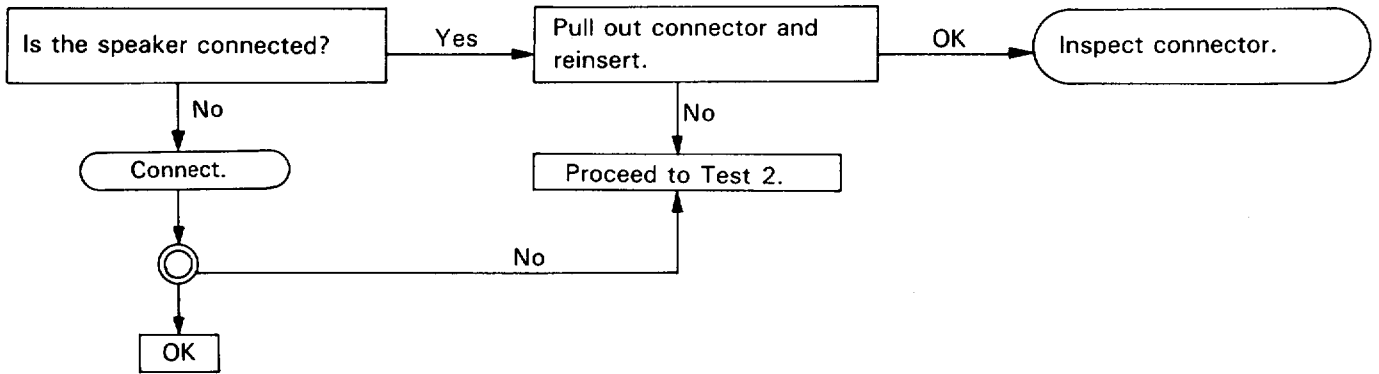 Is the speaker connected?
Yes
Pull out connector and
reinsert.
OK
Inspect connector.
No
No
Connect.
Proceed to Test 2.
No
OK